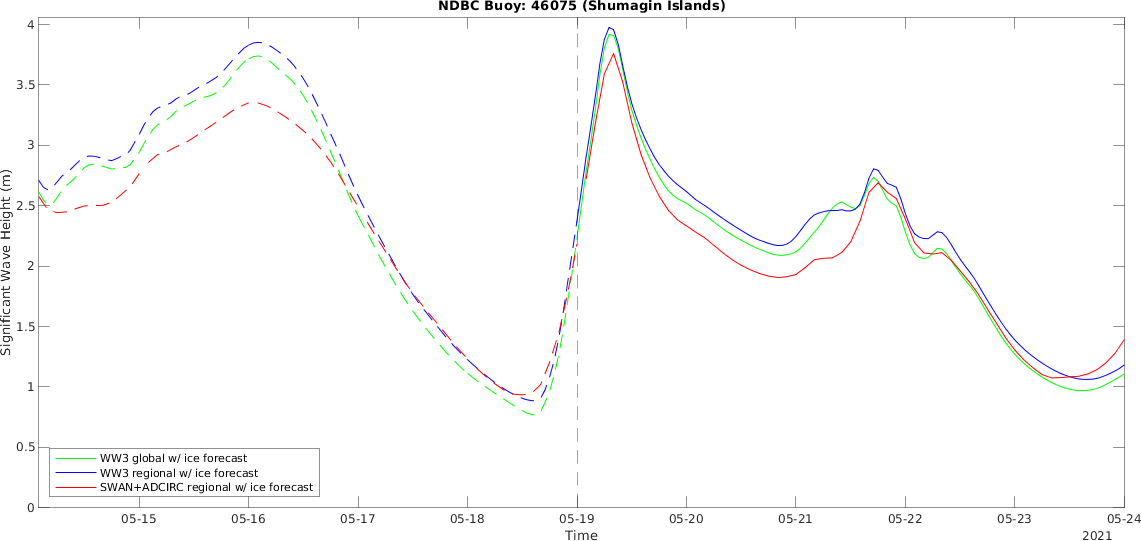 NDBC Buoy: 46075 (Shumagin Islands)
Significant Wave Height (m)
4
3.5
3
2.5
2
1.5
1
0.5
0
WW3 global w/ ice forecast
WW3 regional w/ ice forecast
SWAN+ADCIRC regional w/ ice forecast
05-15 05-16 05-17 05-18 05-19 05-20 05-21 05-22 05-23 05-24
Time
2021